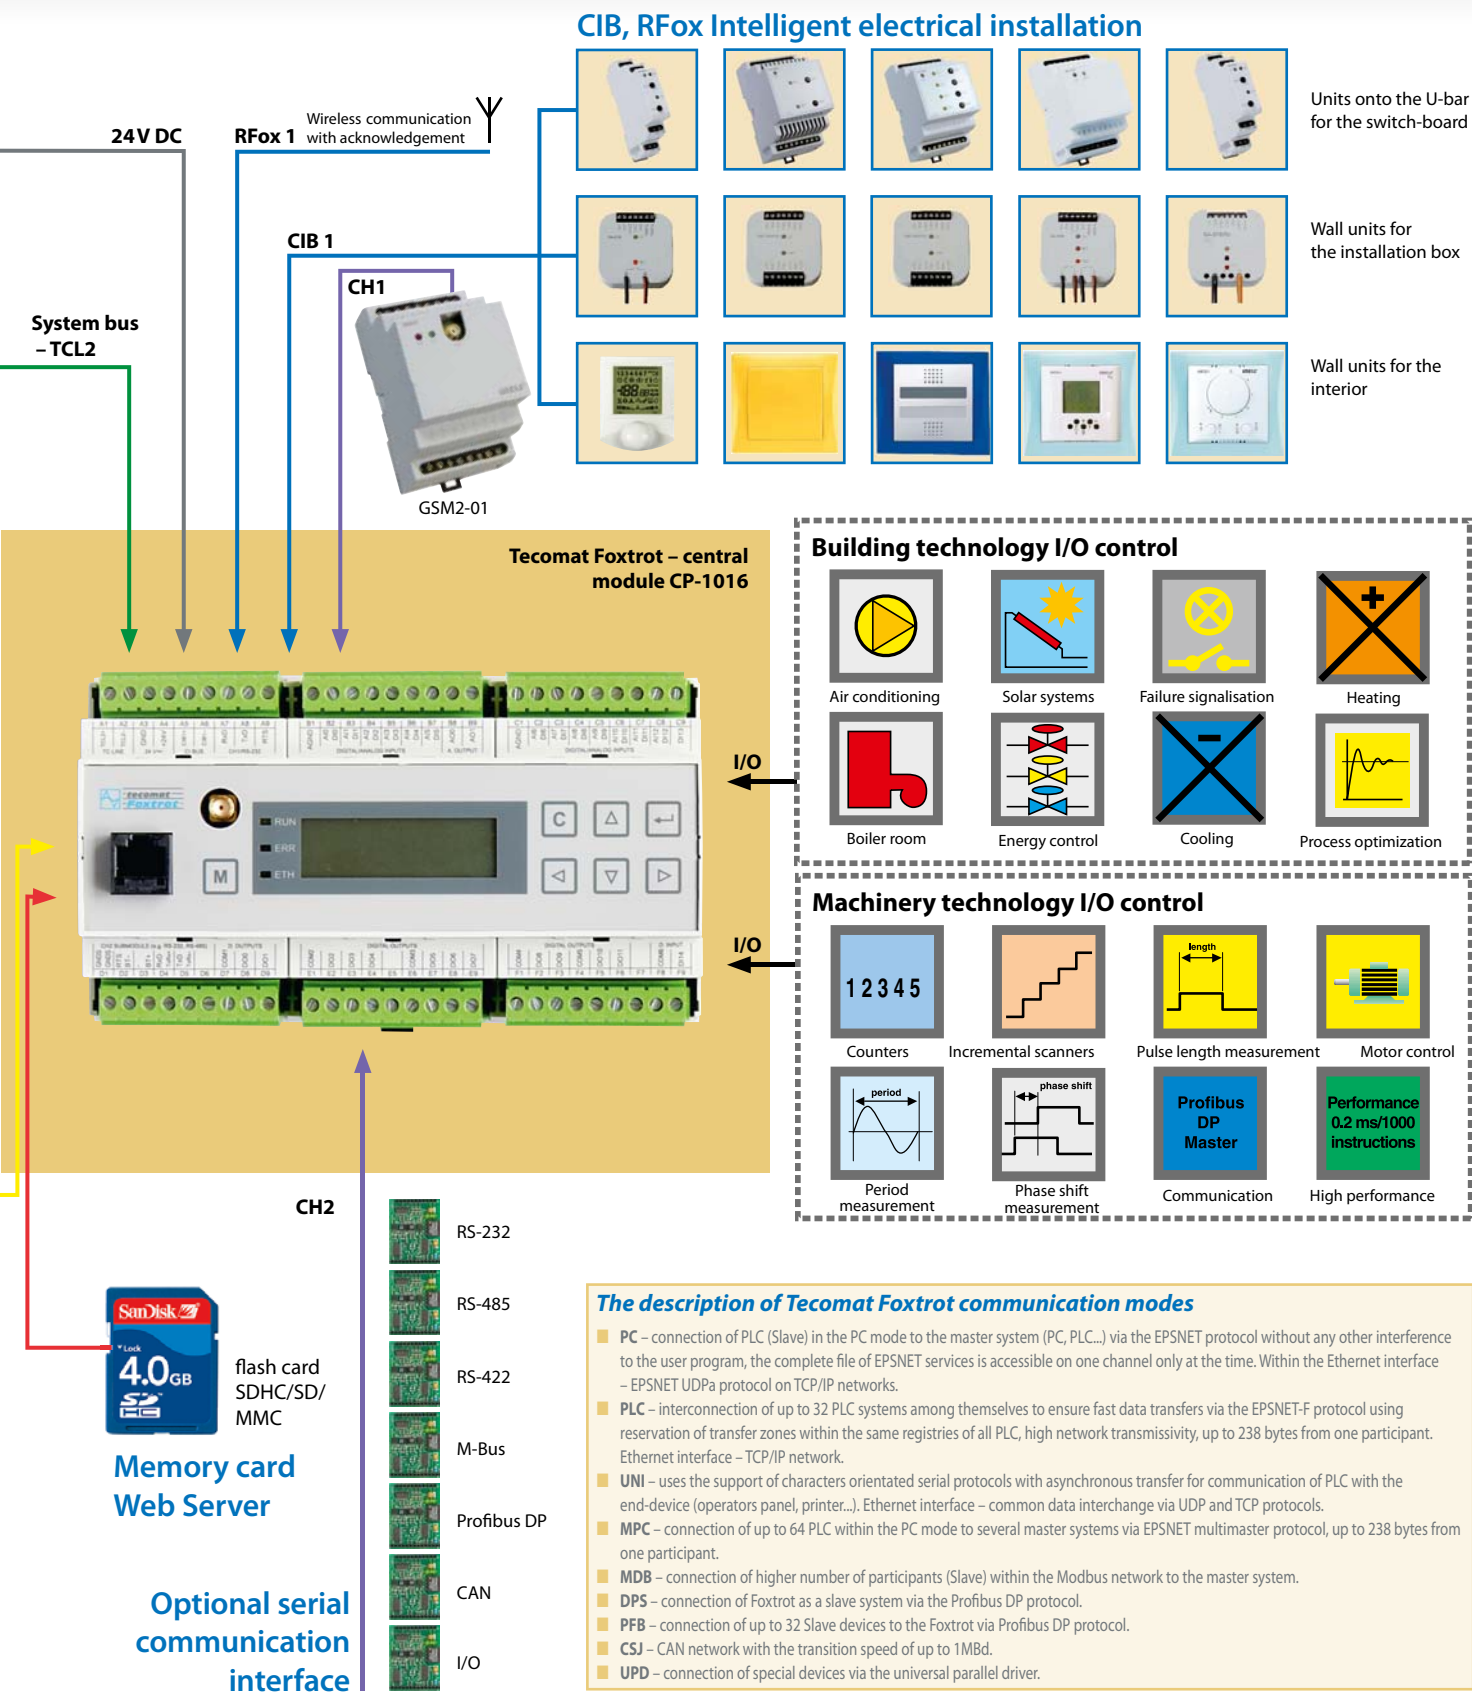 CIB, RFox Intelligent electrical installation
Units onto the U-bar
for the switch-board
24V DC
RFox 1
Wireless communication
with acknowledgement
Wall units for
the installation box
CIB 1
CH1
System bus
– TCL2
Wall units for the
interior
GSM2-01
Tecomat Foxtrot – central
module CP-1016
Building technology I/O control
Air conditioning
Solar systems
Failure signalisation
Heating
I/O
Boiler room
Energy control
Cooling
Process optimization
tecomat
Foxtrot
RUN
ERR
ETH
M
C
Machinery technology I/O control
I/O
1 2 3 4 5
length
Counters
Incremental scanners
Pulse length measurement
Motor control
period
phase shift
Profibus
DP
Master
Performance
0.2 ms/1000
instructions
Period
measurement
Phase shift
measurement
Communication
High performance
CH2
RS-232
RS-485
RS-422
M-Bus
Profibus DP
CAN
I/O
SanDisk
Lock
4.0GB
flash card
SDHC/SD/
MMC
Memory card
Web Server
Optional serial
communication
interface
The description of Tecomat Foxtrot communication modes
PC – connection of PLC (Slave) in the PC mode to the master system (PC, PLC...) via the EPSNET protocol without any other interference
to the user program, the complete file of EPSNET services is accessible on one channel only at the time. Within the Ethernet interface
– EPSNET UDPa protocol on TCP/IP networks.
PLC – interconnection of up to 32 PLC systems among themselves to ensure fast data transfers via the EPSNET-F protocol using
reservation of transfer zones within the same registries of all PLC, high network transmissivity, up to 238 bytes from one participant.
Ethernet interface – TCP/IP network.
UNI – uses the support of characters orientated serial protocols with asynchronous transfer for communication of PLC with the
end-device (operators panel, printer...). Ethernet interface – common data interchange via UDP and TCP protocols.
MPC – connection of up to 64 PLC within the PC mode to several master systems via EPSNET multimaster protocol, up to 238 bytes from
one participant.
MDB – connection of higher number of participants (Slave) within the Modbus network to the master system.
DPS – connection of Foxtrot as a slave system via the Profibus DP protocol.
PFB – connection of up to 32 Slave devices to the Foxtrot via Profibus DP protocol.
CSJ – CAN network with the transition speed of up to 1MBd.
UPD – connection of special devices via the universal parallel driver.